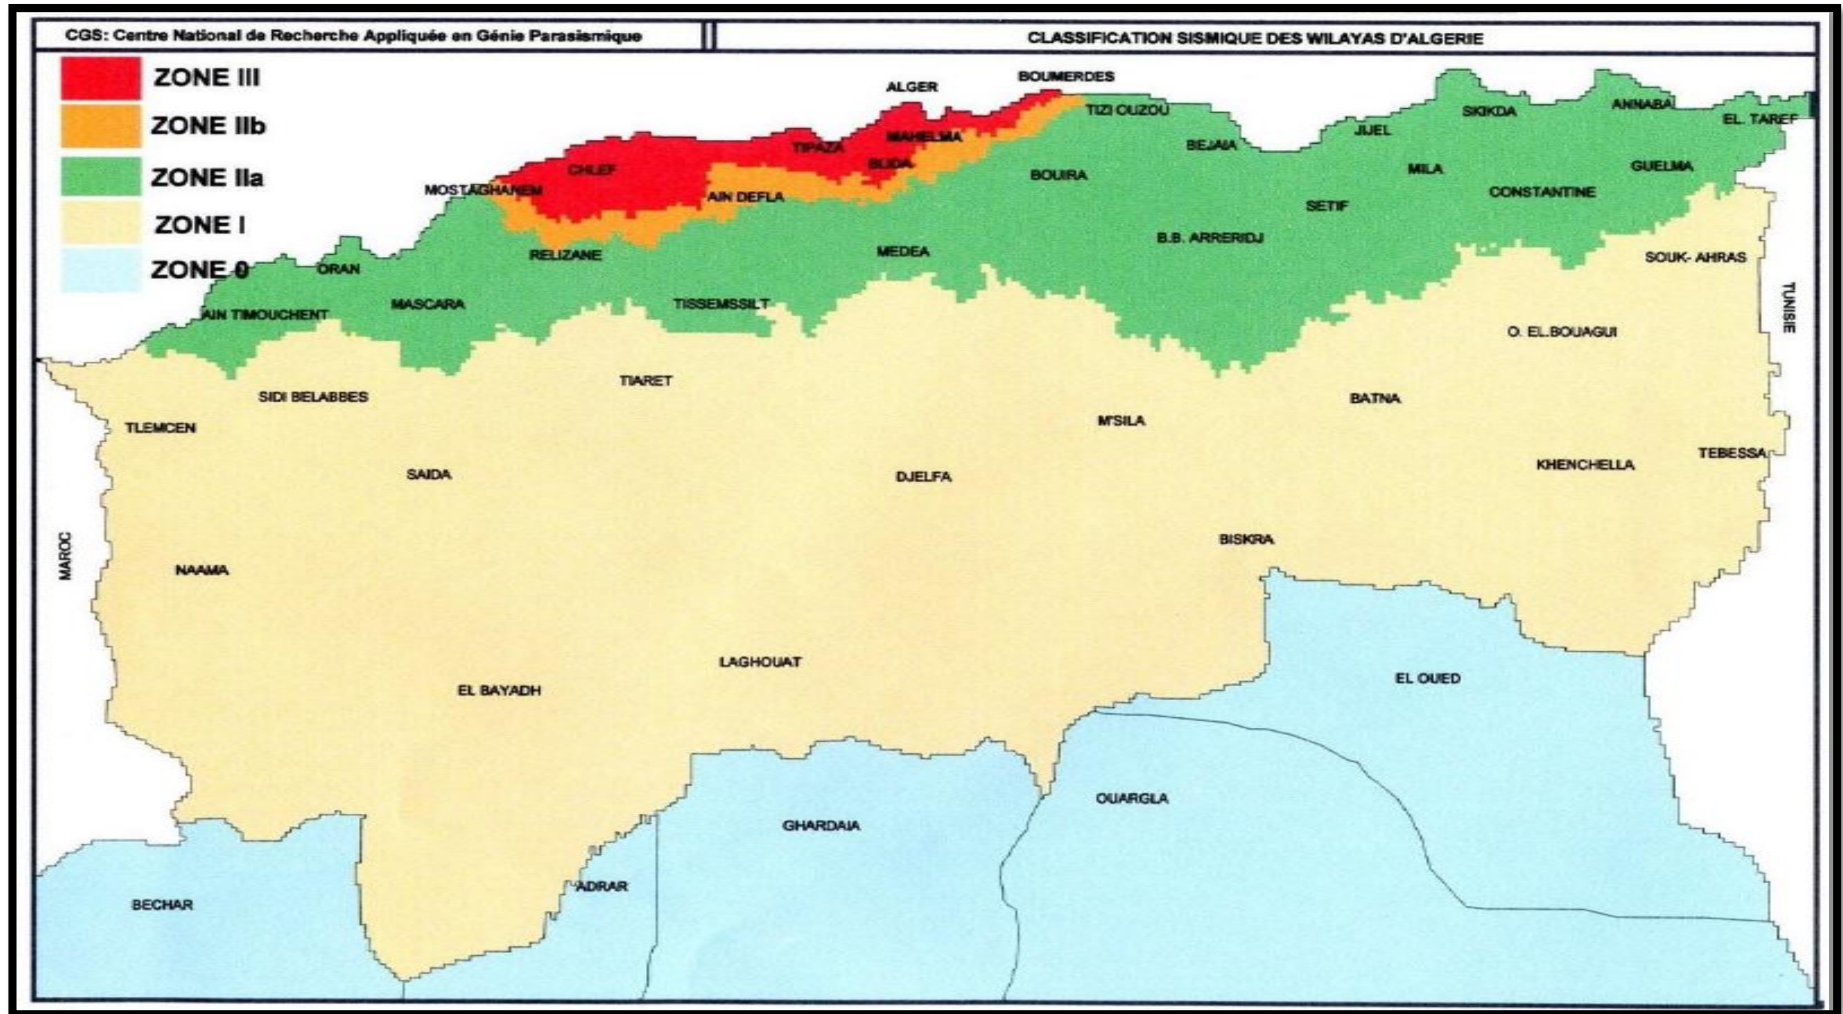 CGS: Centre National de Recherche Appliquée en Génie Parasismique
CLASSIFICATION SISMIQUE DES WILAYAS D'ALGERIE
ZONE III
ZONE IIb
ZONE IIa
ZONE I
ZONE 0
ALGER
BOUMERDES
TIZI OUZOU
SKIKDA
ANNABA
EL. TAREF
MAHELMA
TIPAZA
BLIDA
BEJAIA
JIJEL
CHLEF
MOSTAGHANEM
AIN DEFLA
BOUIRA
MILA
GUELMA
CONSTANTINE
SETIF
B.B. ARRERIDJ
RELIZANE
MEDEA
SOUK- AHRAS
ORAN
MASCARA
AIN TIMOUCHENT
TISSEMSSILT
TUNISIE
O. EL.BOUAGUI
TIARET
SIDI BELABBES
BATNA
TLEMCEN
M'SILA
SAIDA
DJELFA
KHENCHELLA
TEBESSA
MAROC
NAAMA
BISKRA
LAGHOUAT
EL BAYADH
EL OUED
OUARGLA
GHARDAIA
ADRAR
BECHAR